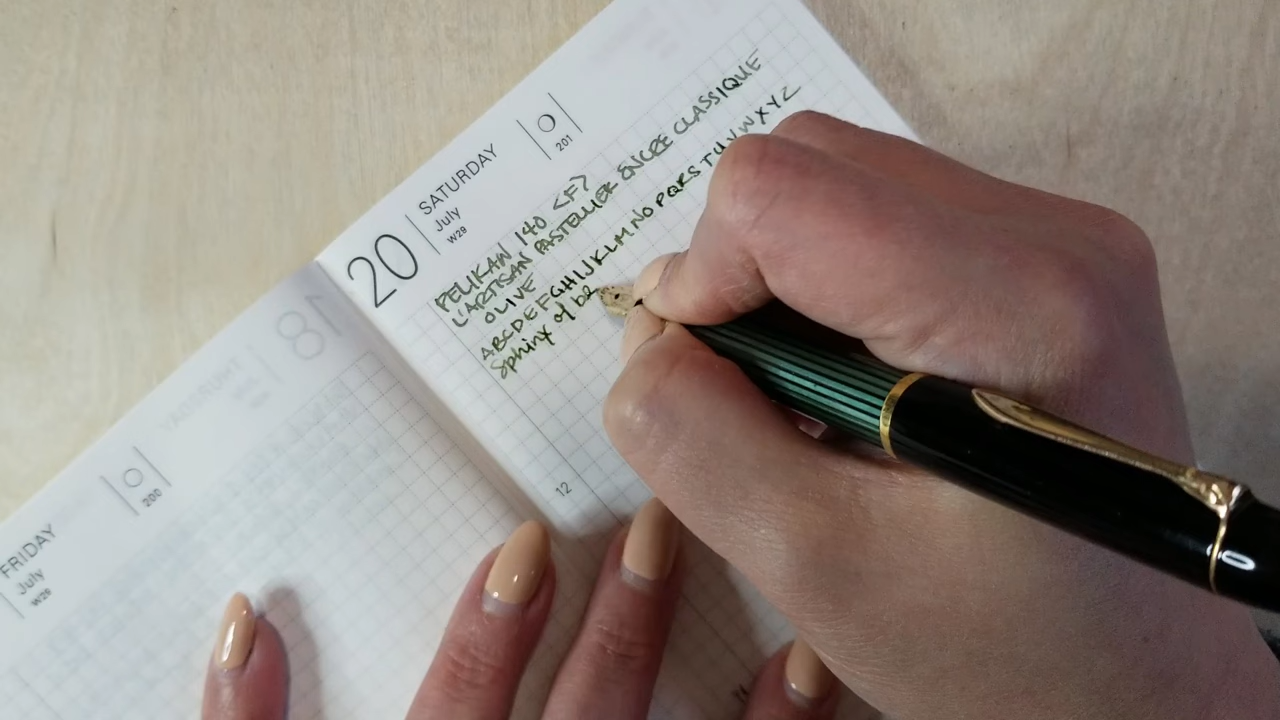 FRIDAY
July
W29
200
20
SATURDAY
July
W29
201
PELIKAN 140 <F>
L'ARTISAN PASTELLIER ENCRE CLASSIQUE
OLIVE
ABCDEFGHIJKLMNOPQRSTUVWXYZ
Sphinx of bl
12